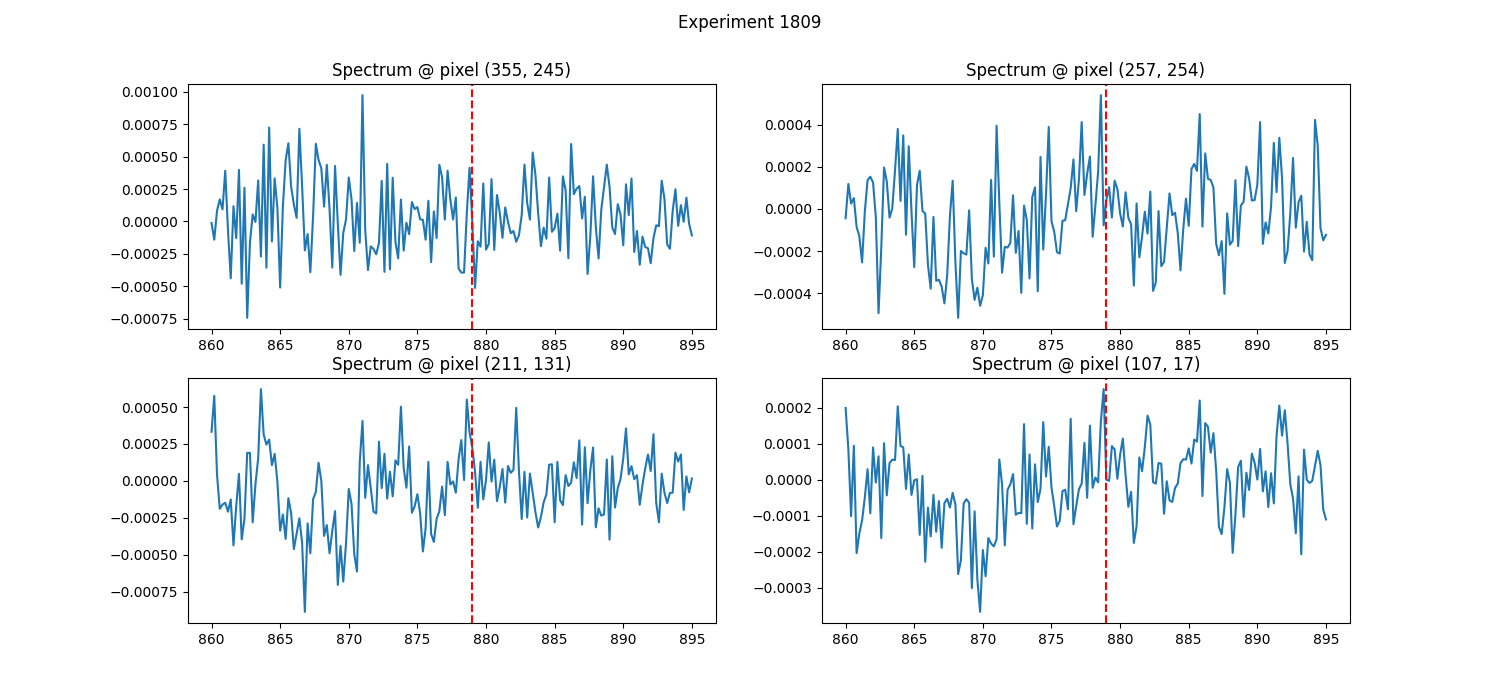 Experiment 1809
Spectrum @ pixel (355, 245)
0.00100
0.00075
0.00050
0.00025
0.00000
−0.00025
−0.00050
−0.00075
860 865 870 875 880 885 890 895
Spectrum @ pixel (257, 254)
0.0004
0.0002
0.0000
−0.0002
−0.0004
860 865 870 875 880 885 890 895
Spectrum @ pixel (211, 131)
0.00050
0.00025
0.00000
−0.00025
−0.00050
−0.00075
860 865 870 875 880 885 890 895
Spectrum @ pixel (107, 17)
0.0002
0.0001
0.0000
−0.0001
−0.0002
−0.0003
860 865 870 875 880 885 890 895